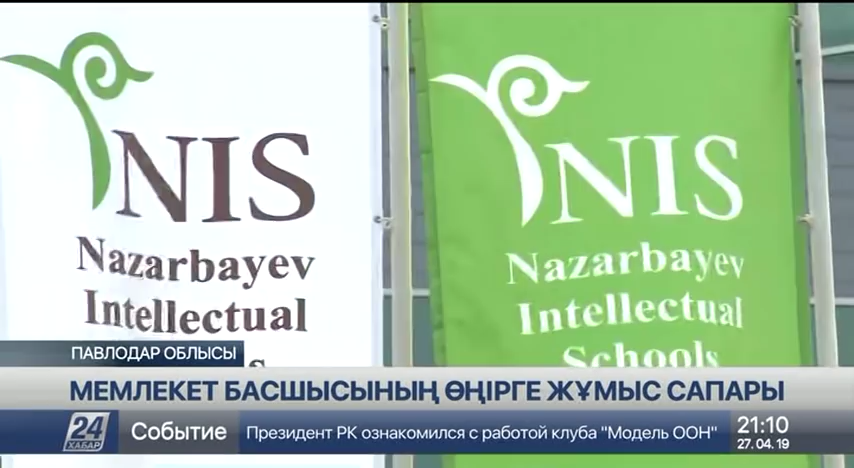 NIS
Nazarbayev
Intellectual
NIS
Nazarbayev
Intellectual
Schools
ПАВЛОДАР ОБЛЫСЫ
МЕМЛЕКЕТ БАСШЫСЫНЫҢ ӨҢІРГЕ ЖҰМЫС САПАРЫ
24
ХАБАР
Событие
Президент РК ознакомился с работой клуба "Модель ООН"
21:10
27.04.19